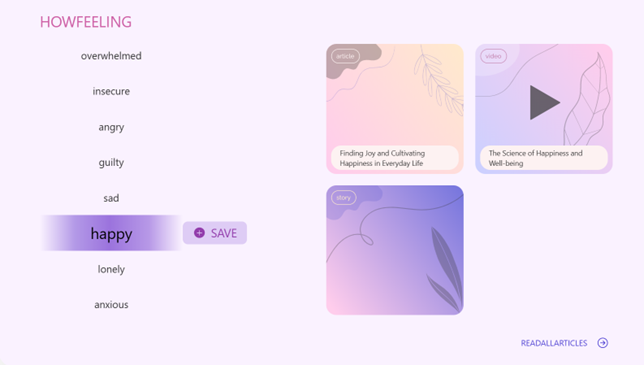 HOWFEELING
overwhelmed
insecure
angry
guilty
sad
happy
SAVE
lonely
anxious
article
Finding Joy and Cultivating
Happiness in Everyday Life
video
The Science of Happiness and
Well-being
story
READALLARTICLES